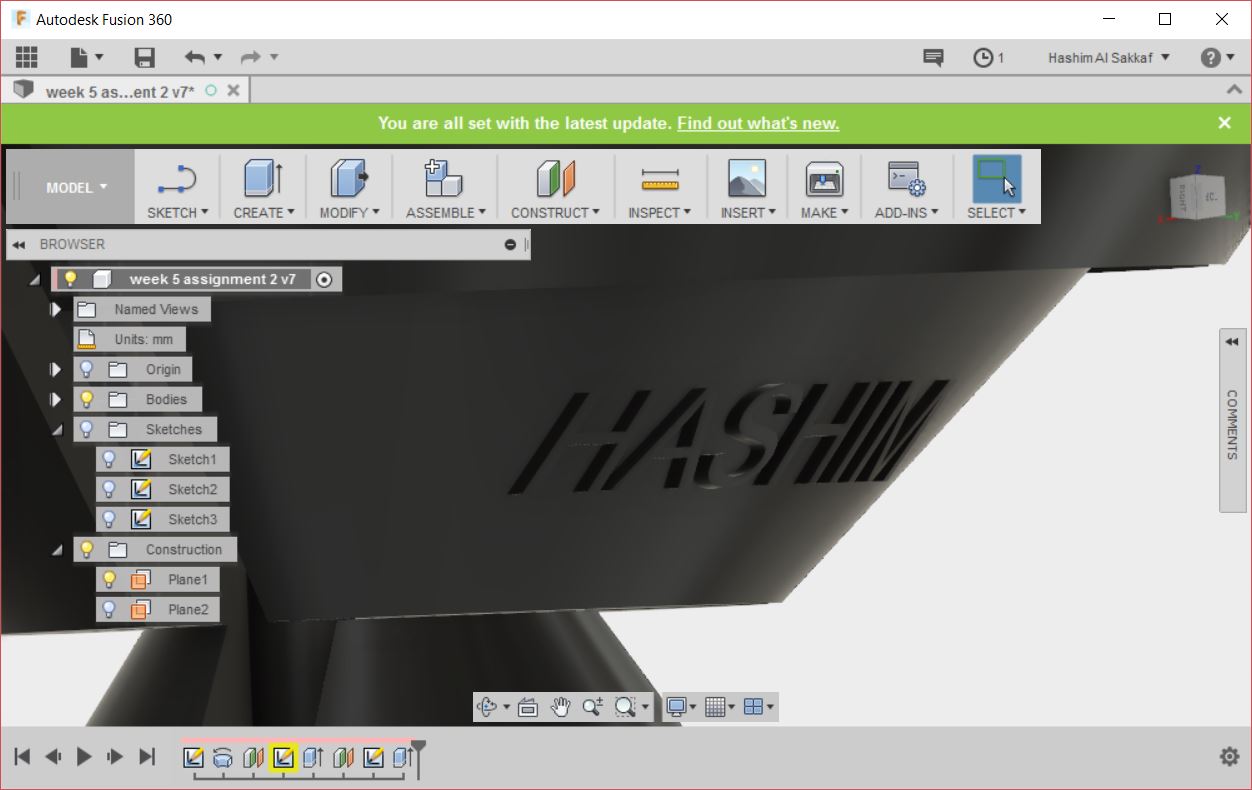 Autodesk Fusion 360
1
Hashim Al Sakkaf
week 5 as...ent 2 v7*
You are all set with the latest update. Find out what's new.
MODEL
SKETCH
CREATE
MODIFY
ASSEMBLE
CONSTRUCT
INSPECT
INSERT
MAKE
ADD-INS
SELECT
RIGHT
Z
X
Y
BROWSER
week 5 assignment 2 v7
Named Views
Units: mm
Origin
Bodies
Sketches
Sketch1
Sketch2
Sketch3
Construction
Plane1
Plane2
HASHIM
COMMENTS